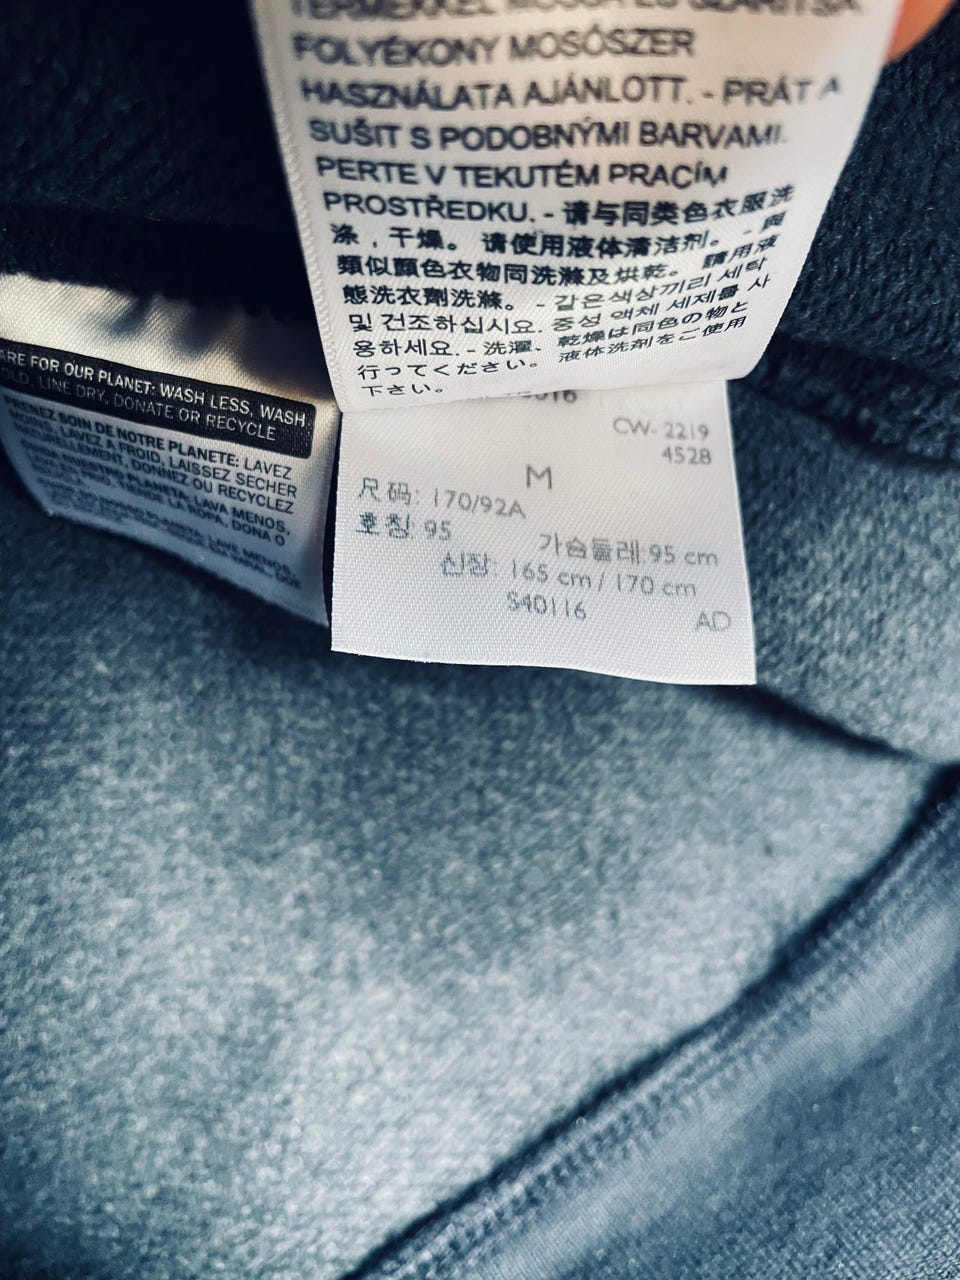 FOLYÉKONY MOSÓSZER
HASZNÁLATA AJÁNLOTT. - PRÁT A
SUŠIT S PODOBNÝMI BARVAMI.
PERTE V TEKUTÉM PRACÍM
PROSTŘEDKU. - 请与同类色衣服洗
涤，干燥。 请使用液体清洁剂。 - 與
類似顏色衣物同洗滌及烘乾。 請用液
態洗衣劑洗滌。 - 같은색상끼리 세탁
및 건조하십시요. 중성 액체 세제를 사
용하세요. - 洗濯、乾燥は同色の物と
行ってください。 液体洗剤をご使用
下さい。
ARE FOR OUR PLANET: WASH LESS, WASH
OLD, LINE DRY, DONATE OR RECYCLE
PRENEZ SOIN DE NOTRE PLANETE: LAVEZ
MOINS, LAVEZ A FROID, LAISSEZ SECHER
NATURELLEMENT, DONNEZ OU RECYCLEZ
PLANETA: LAVA MENOS,
TIENDE LA ROPA, DONA O
CW- 2219
4528
M
尺码: 170/92A
호칭: 95
가슴둘레: 95 cm
신장: 165 cm / 170 cm
S40116
AD